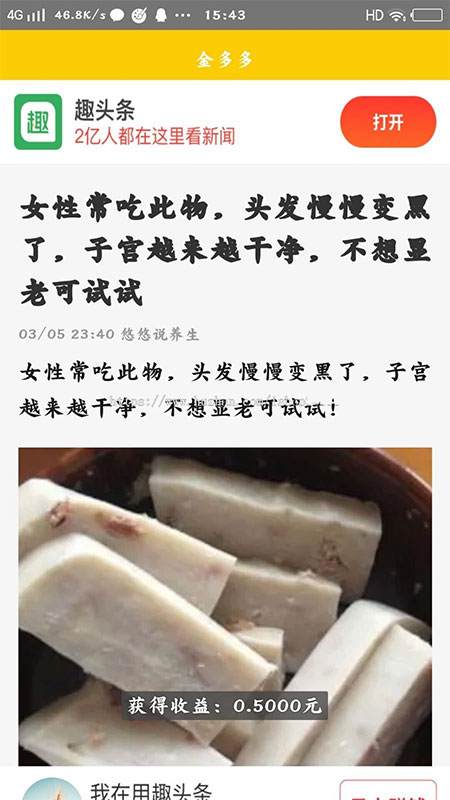 4G 46.8K/s 15:43 HD
金多多
趣
趣头条
2亿人都在这里看新闻
打开
女性常吃此物，头发慢慢变黑
了，子宫越来越干净，不想显
老可试试
03/05 23:40 悠悠说养生
女性常吃此物，头发慢慢变黑了，子宫
越来越干净，不想显老可试试！
获得收益：0.5000元
我在用趣头条